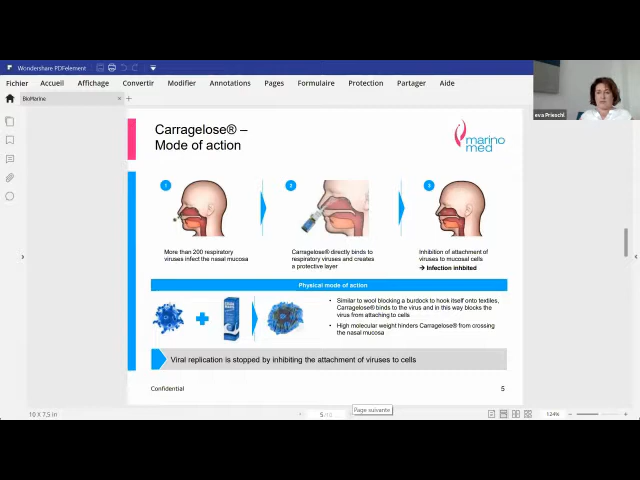 Wondershare PDFelement
Fichier Accueil Affichage Convertir Modifier Annotations Pages Formulaire Protection Partager Aide
BioMarine
eva Prieschl
Carragelose® –
Mode of action
marino
med
1
2
3
More than 200 respiratory
viruses infect the nasal mucosa
Carragelose® directly binds to
respiratory viruses and creates
a protective layer
Inhibition of attachment of
viruses to mucosal cells
→ Infection inhbited
Physical mode of action
• Similar to wool blocking a burdock to hook itself onto textiles,
Carragelose® binds to the virus and in this way blocks the
virus from attaching to cells
• High molecular weight hinders Carragelose® from crossing
the nasal mucosa
Viral replication is stopped by inhibiting the attachment of viruses to cells
Confidential
5
10 X 7,5 in
5/10
Page suivante
124%